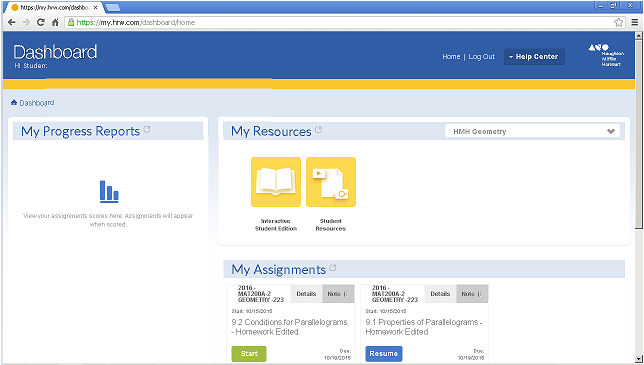 https://my.hrw.com/dashbo
https://my.hrw.com/dashboard/home
Dashboard
Hi Studen:
Home | Log Out
Help Center
Houghton
Mifflin
Harcourt
Dashboard
My Progress Reports
View your assignments scores here. Assignments will appear
when scored.
My Resources
HMH Geometry
Interactive
Student Edition
Student
Resources
My Assignments
2016 -
MAT200A-2
GEOMETRY -223
Details
Note
Start: 10/15/2015
9.2 Conditions for Parallelograms -
Homework Edited
Start
Due:
10/19/2015
2016 -
MAT200A-2
GEOMETRY -223
Details
Note
Start: 10/15/2015
9.1 Properties of Parallelograms -
Homework Edited
Resume
Due:
10/19/2015